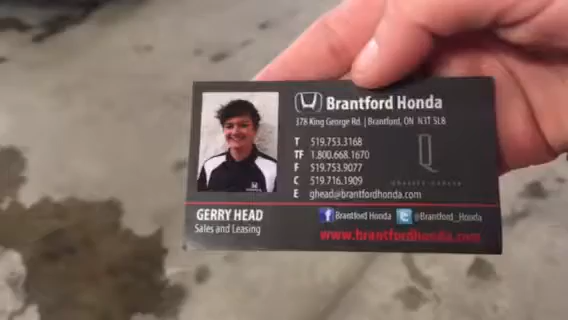 Brantford Honda
378 King George Rd. | Brantford, ON N3T 5L8
T 519.753.3168
TF 1.800.668.1670
F 519.753.9077
C 519.716.1909
E ghead@brantfordhonda.com
GERRY HEAD
Sales and Leasing
Brantford Honda @Brantford_Honda
www.brantfordhonda.com